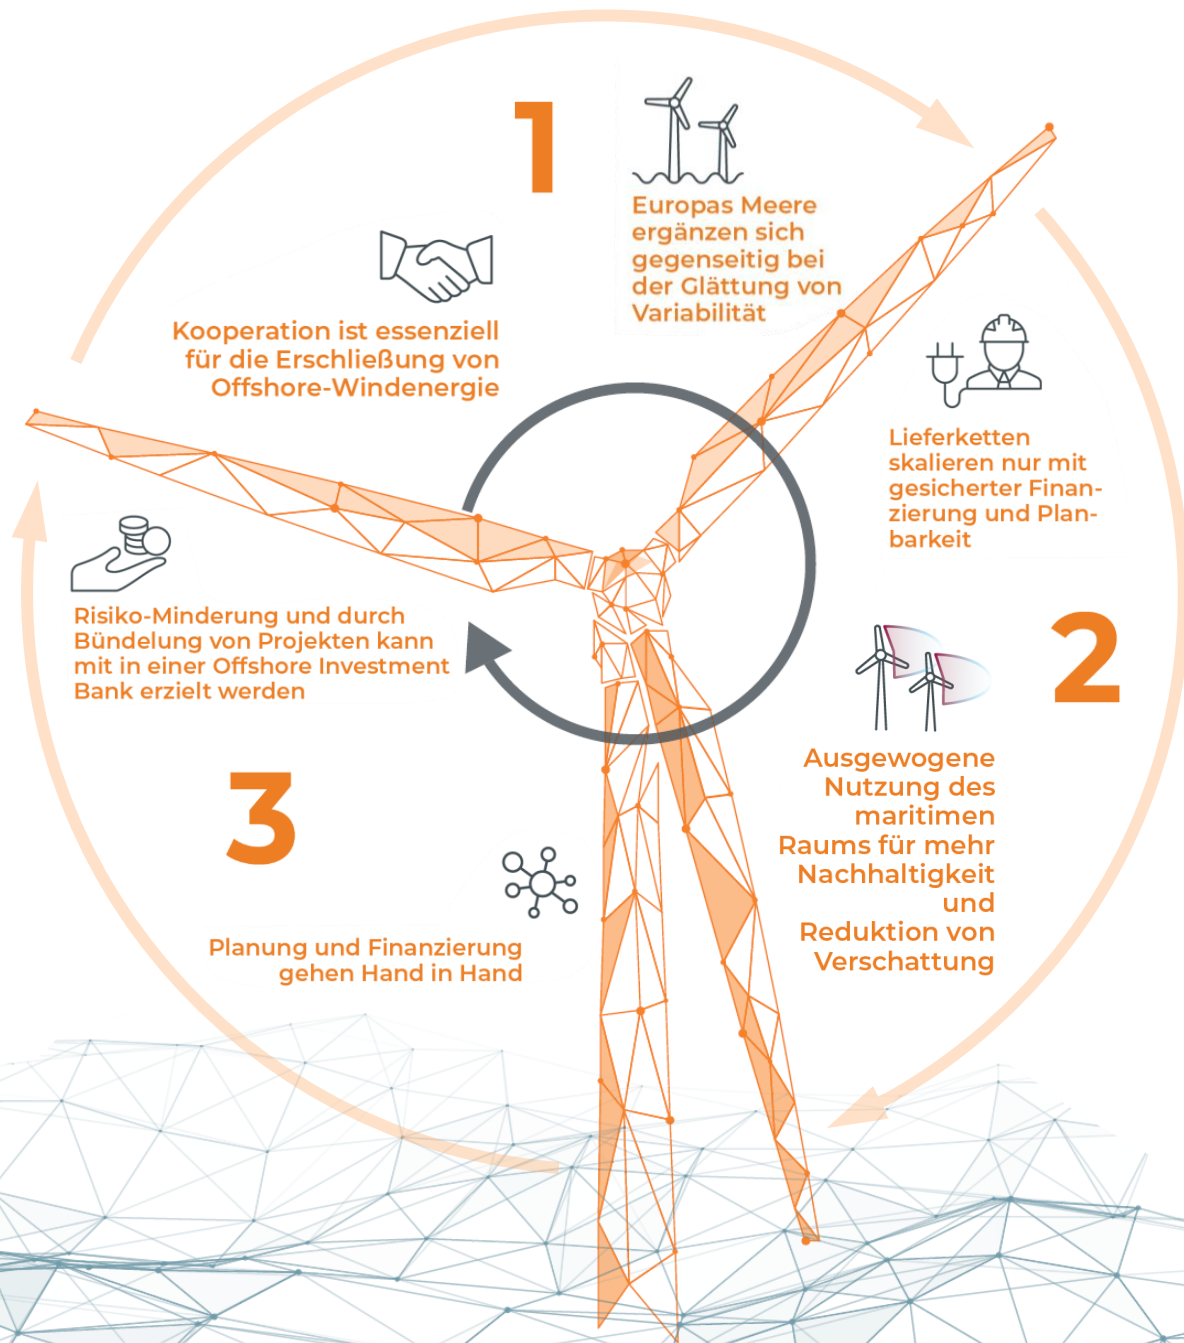 1
Europas Meere
ergänzen sich
gegenseitig bei
der Glättung von
Variabilität
Kooperation ist essenziell
für die Erschließung von
Offshore-Windenergie
Lieferketten
skalieren nur mit
gesicherter Finan-
zierung und Plan-
barkeit
2
Ausgewogene
Nutzung des
maritimen
Raums für mehr
Nachhaltigkeit
und
Reduktion von
Verschattung
Risiko-Minderung und durch
Bündelung von Projekten kann
mit in einer Offshore Investment
Bank erzielt werden
3
Planung und Finanzierung
gehen Hand in Hand